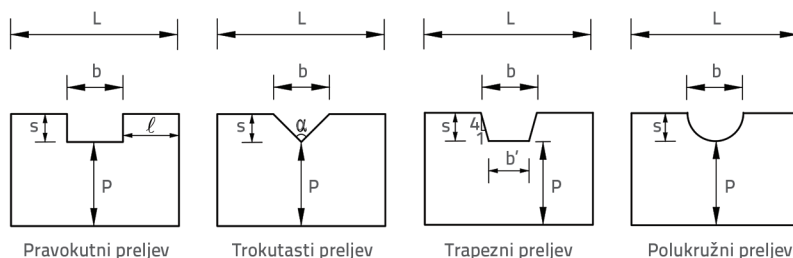 L L L L
b b b b
s ℓ s α s 4 s
1
b'
P P P P
Pravokutni preljev Trokutasti preljev Trapezni preljev Polukružni preljev